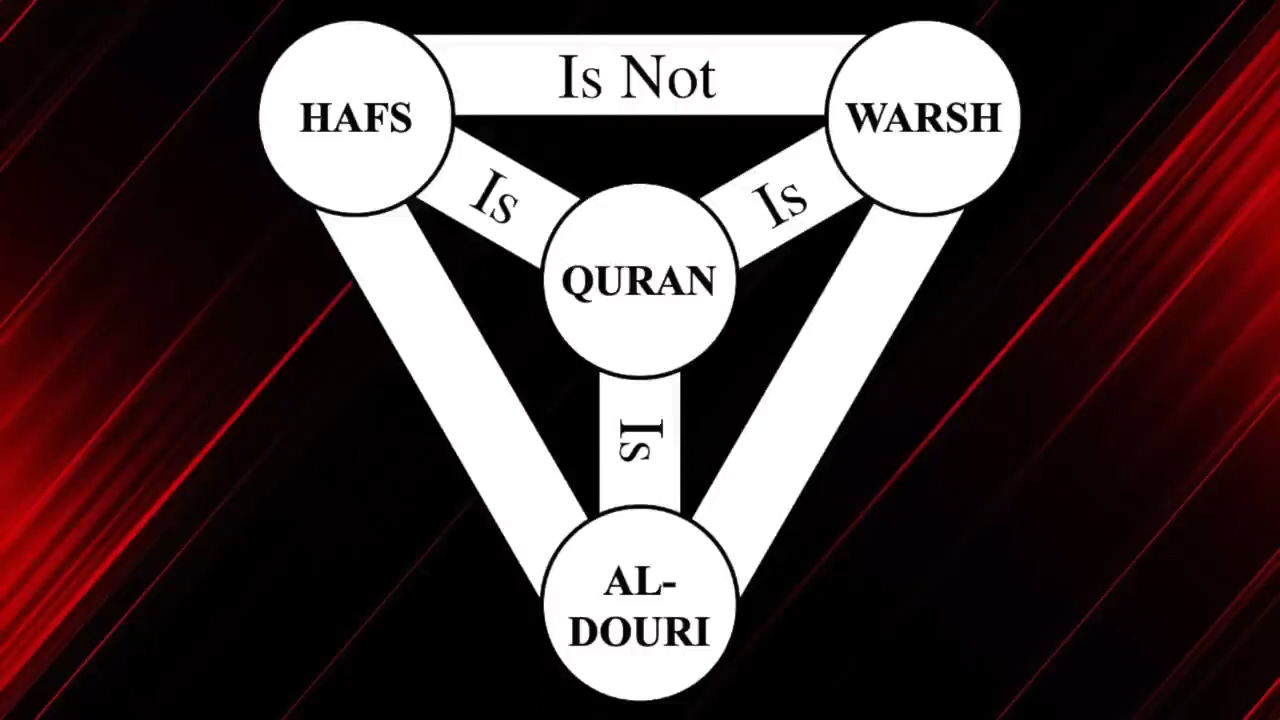 Is Not
HAFS
WARSH
Is
Is
QURAN
Is
AL-
DOURI